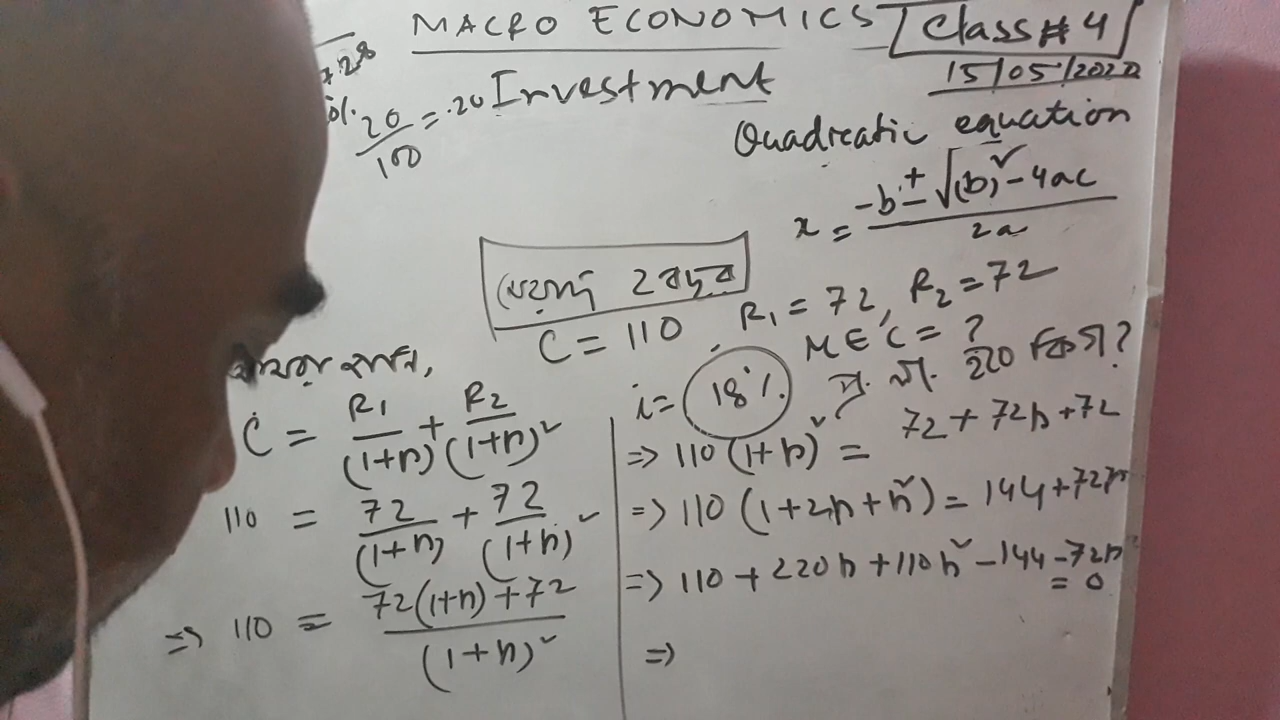 MACRO ECONOMICS
Class # 4
15/05/2020
728
20/100 = .20
Investment
Quadreatic equation
x = (-b ± √(b)² - 4ac)/2a
C = 110, R₁ = 72, R₂ = 72
MEC = ?
i = 18%
C = R₁/(1+r) + R₂/(1+r)²
110 = 72/(1+r) + 72/(1+r)²
⇒ 110 = (72(1+r) + 72)/(1+r)²
⇒ 110(1+r)² = 72 + 72r + 72
⇒ 110(1+2r+r²) = 144 + 72r
⇒ 110 + 220r + 110r² - 144 - 72r = 0
⇒